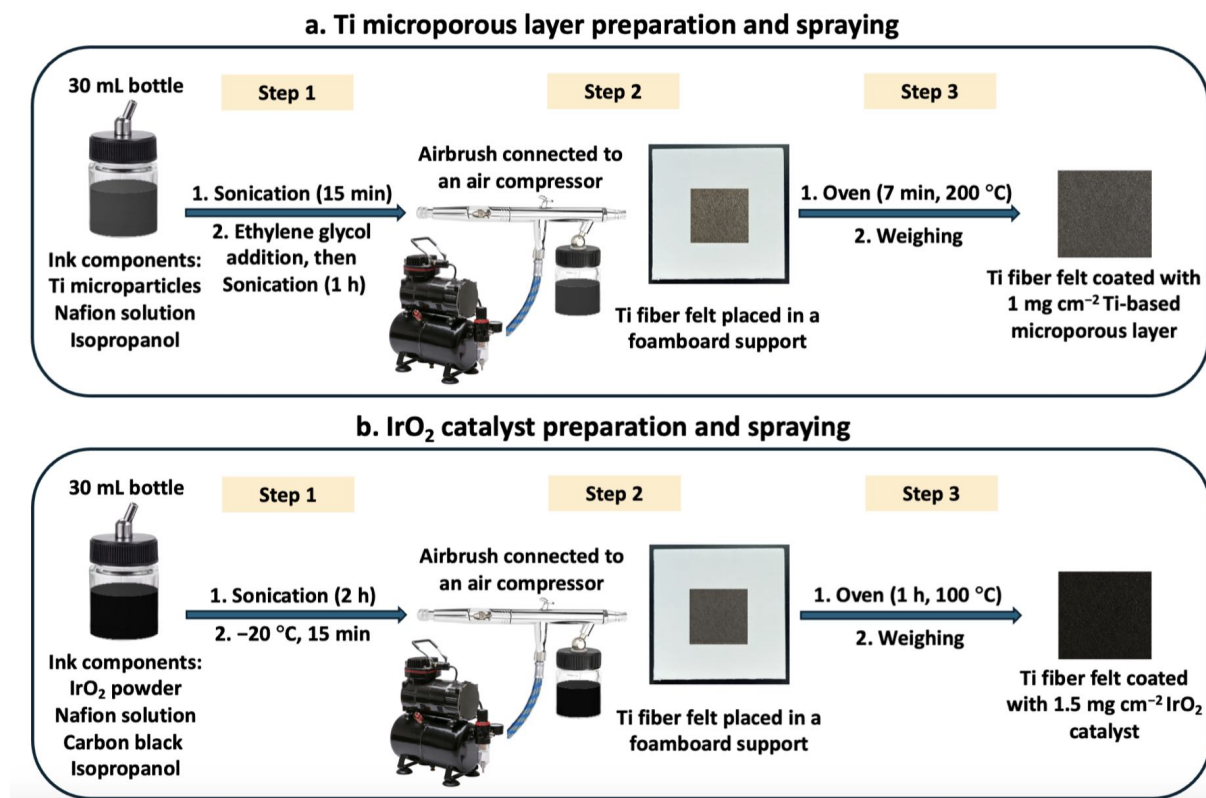 a. Ti microporous layer preparation and spraying
30 mL bottle
Step 1
Step 2
Step 3
Ink components:
Ti microparticles
Nafion solution
Isopropanol
1. Sonication (15 min)
2. Ethylene glycol
addition, then
Sonication (1 h)
Airbrush connected to
an air compressor
Ti fiber felt placed in a
foamboard support
1. Oven (7 min, 200 °C)
2. Weighing
Ti fiber felt coated with
1 mg cm⁻² Ti-based
microporous layer
b. IrO₂ catalyst preparation and spraying
30 mL bottle
Step 1
Step 2
Step 3
Ink components:
IrO₂ powder
Nafion solution
Carbon black
Isopropanol
1. Sonication (2 h)
2. −20 °C, 15 min
Airbrush connected to
an air compressor
Ti fiber felt placed in a
foamboard support
1. Oven (1 h, 100 °C)
2. Weighing
Ti fiber felt coated
with 1.5 mg cm⁻² IrO₂
catalyst